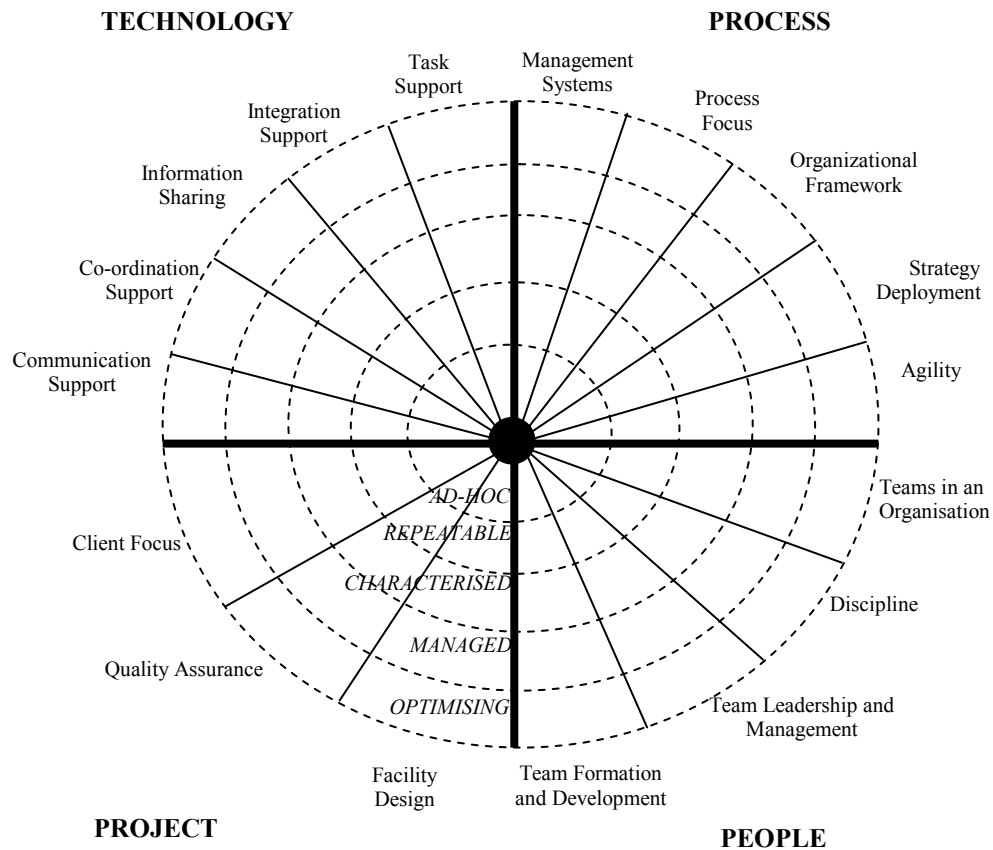 TECHNOLOGY
PROCESS
Task
Support
Management
Systems
Integration
Support
Process
Focus
Information
Sharing
Organizational
Framework
Co-ordination
Support
Strategy
Deployment
Communication
Support
Agility
AD-HOC
REPEATABLE
CHARACTERISED
MANAGED
OPTIMISING
Teams in an
Organisation
Client Focus
Discipline
Quality Assurance
Team Leadership and
Management
Facility
Design
Team Formation
and Development
PROJECT
PEOPLE